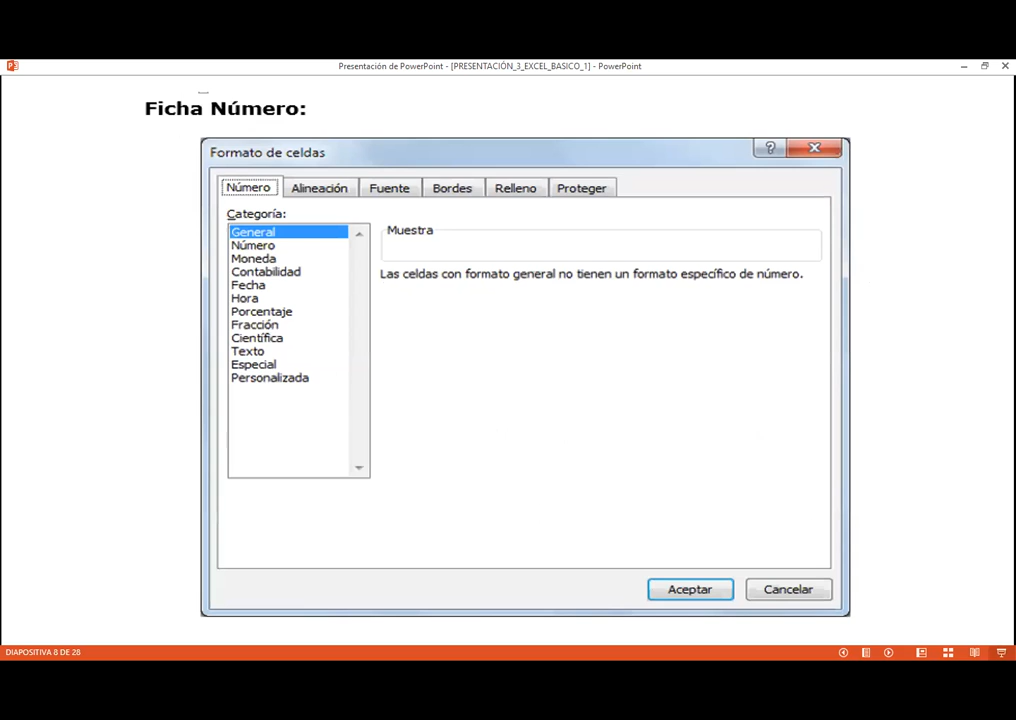 Presentación de PowerPoint - [PRESENTACIÓN_3_EXCEL_BASICO_1] - PowerPoint
Ficha Número:
Formato de celdas
Número Alineación Fuente Bordes Relleno Proteger
Categoría:
General
Número
Moneda
Contabilidad
Fecha
Hora
Porcentaje
Fracción
Científica
Texto
Especial
Personalizada
Muestra
Las celdas con formato general no tienen un formato específico de número.
Aceptar Cancelar
DIAPOSITIVA 8 DE 28